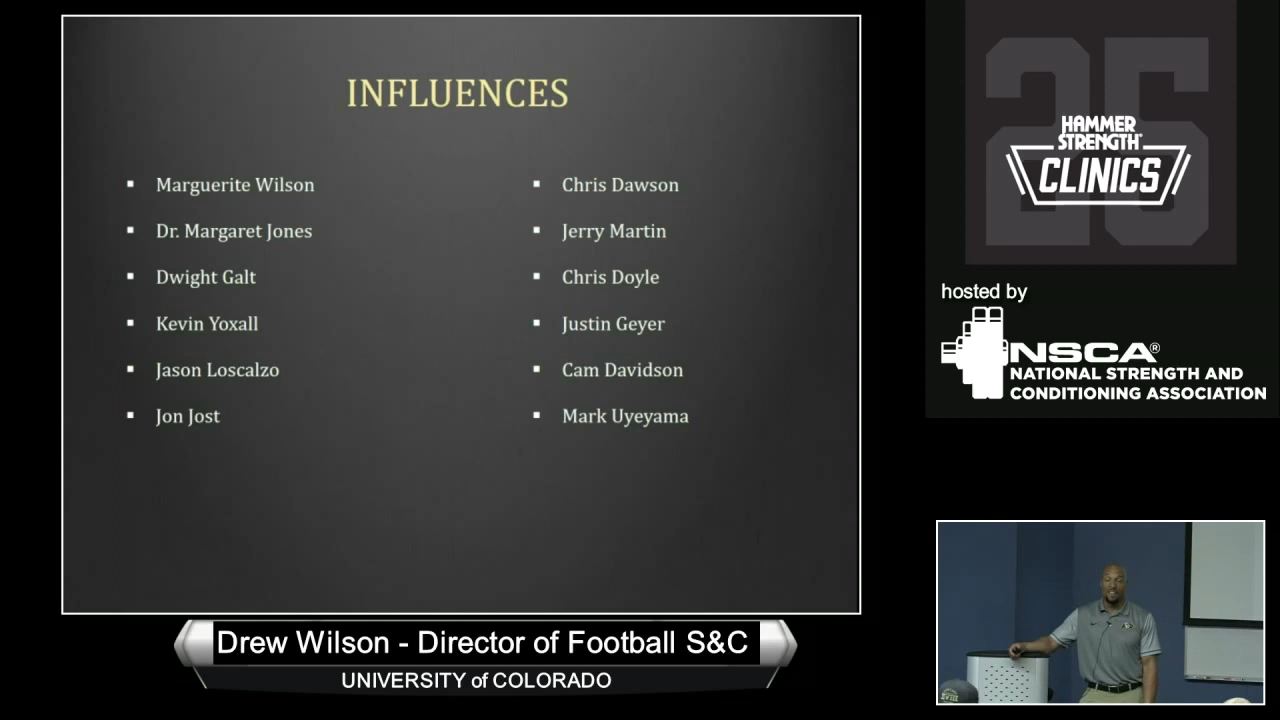 INFLUENCES
▪ Marguerite Wilson
▪ Dr. Margaret Jones
▪ Dwight Galt
▪ Kevin Yoxall
▪ Jason Loscalzo
▪ Jon Jost
▪ Chris Dawson
▪ Jerry Martin
▪ Chris Doyle
▪ Justin Geyer
▪ Cam Davidson
▪ Mark Uyeyama
Drew Wilson - Director of Football S&C
UNIVERSITY of COLORADO
25
HAMMER
STRENGTH
CLINICS
hosted by
NSCA®
NATIONAL STRENGTH AND
CONDITIONING ASSOCIATION